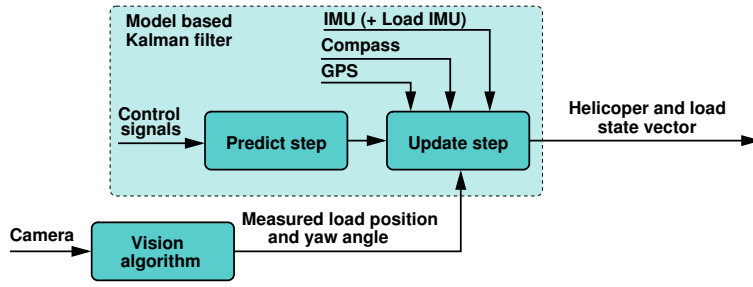 Model based
Kalman filter
IMU (+ Load IMU)
Compass
GPS
Control
signals
Predict step
Update step
Helicoper and load
state vector
Camera
Vision
algorithm
Measured load position
and yaw angle